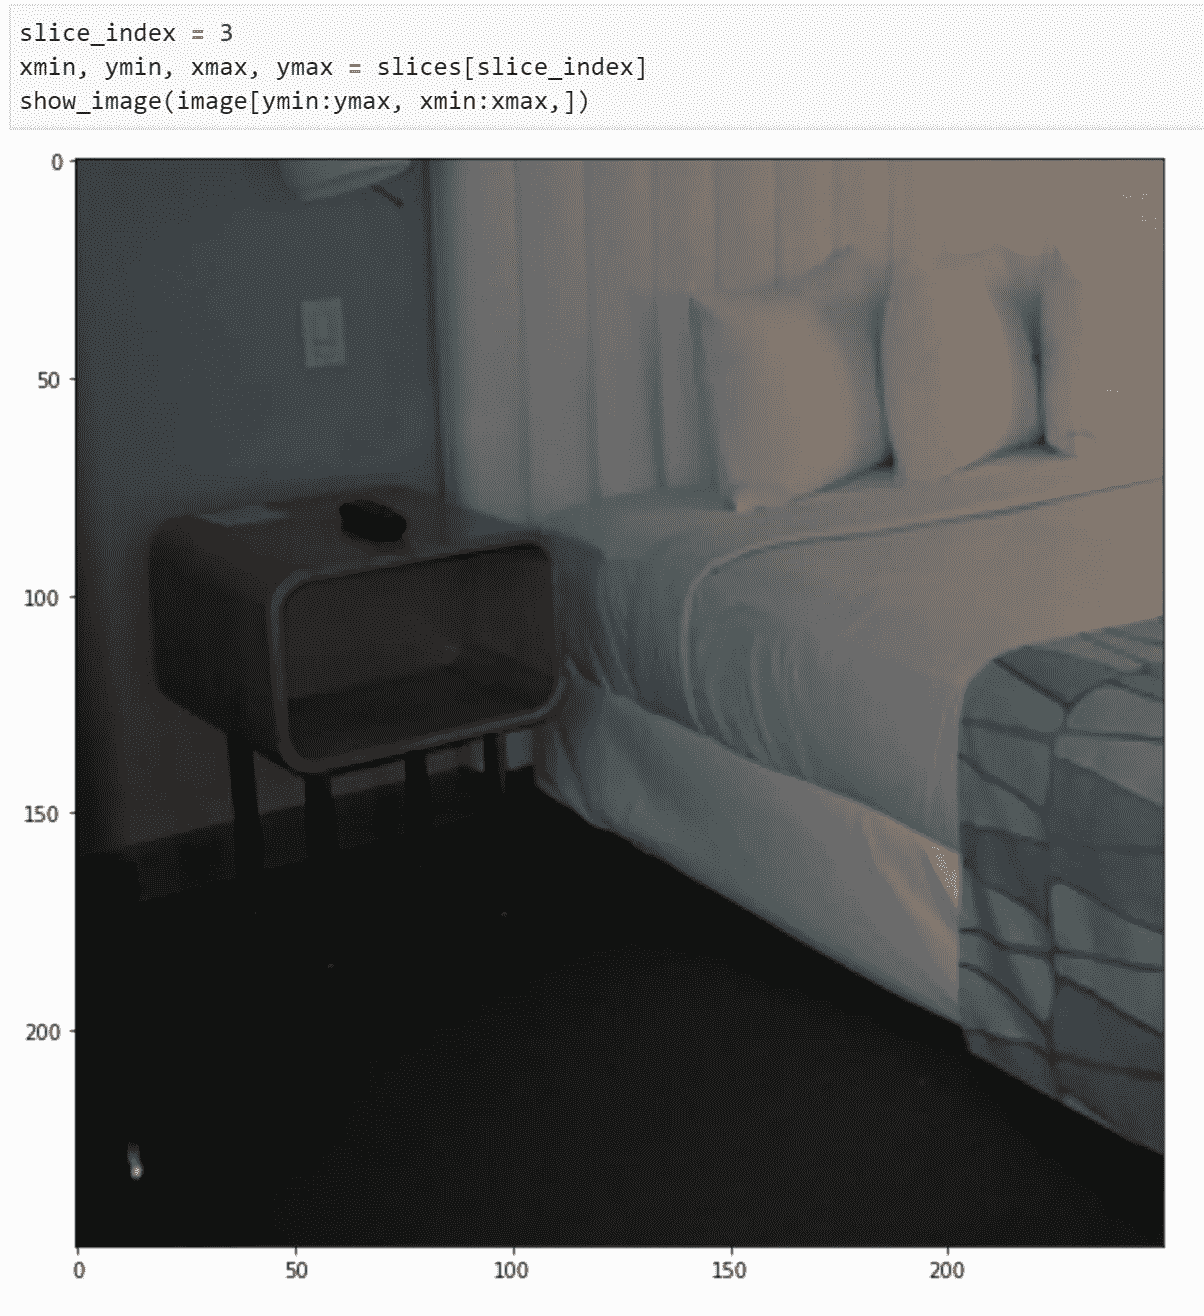 slice_index = 3
xmin, ymin, xmax, ymax = slices[slice_index]
show_image(image[ymin:ymax, xmin:xmax,])
0
50
100
150
200
0 50 100 150 200